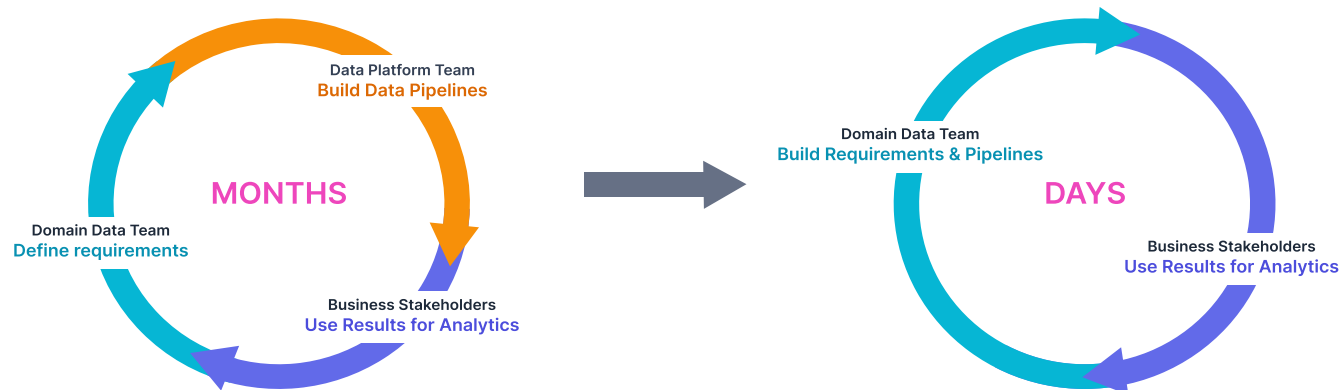 Data Platform Team
Build Data Pipelines
MONTHS
Domain Data Team
Define requirements
Business Stakeholders
Use Results for Analytics
Domain Data Team
Build Requirements & Pipelines
DAYS
Business Stakeholders
Use Results for Analytics